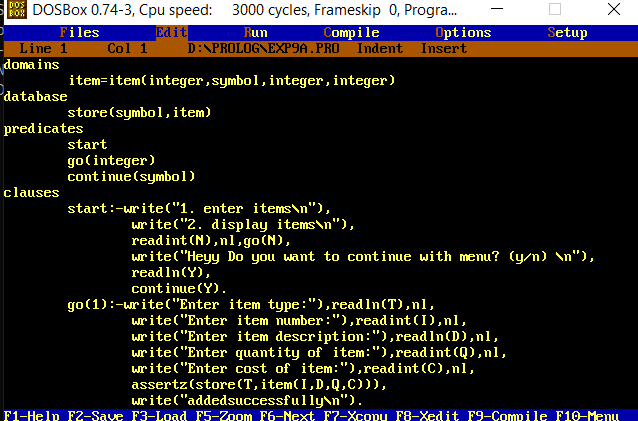 DOS BOX DOSBox 0.74-3, Cpu speed: 3000 cycles, Frameskip 0, Progra...
Files Edit Run Compile Options Setup
Line 1 Col 1 D:\PROLOG\EXP9A.PRO Indent Insert
domains
item=item(integer,symbol,integer,integer)
database
store(symbol,item)
predicates
start
go(integer)
continue(symbol)
clauses
start:-write("1. enter items\n"),
write("2. display items\n"),
readint(N),nl,go(N),
write("Heyy Do you want to continue with menu? (y/n) \n"),
readln(Y),
continue(Y).
go(1):-write("Enter item type:"),readln(T),nl,
write("Enter item number:"),readint(I),nl,
write("Enter item description:"),readln(D),nl,
write("Enter quantity of item:"),readint(Q),nl,
write("Enter cost of item:"),readint(C),nl,
assertz(store(T,item(I,D,Q,C))),
write("addedsuccessfully\n").
F1-Help F2-Save F3-Load F5-Zoom F6-Next F7-Xcopy F8-Xedit F9-Compile F10-Menu